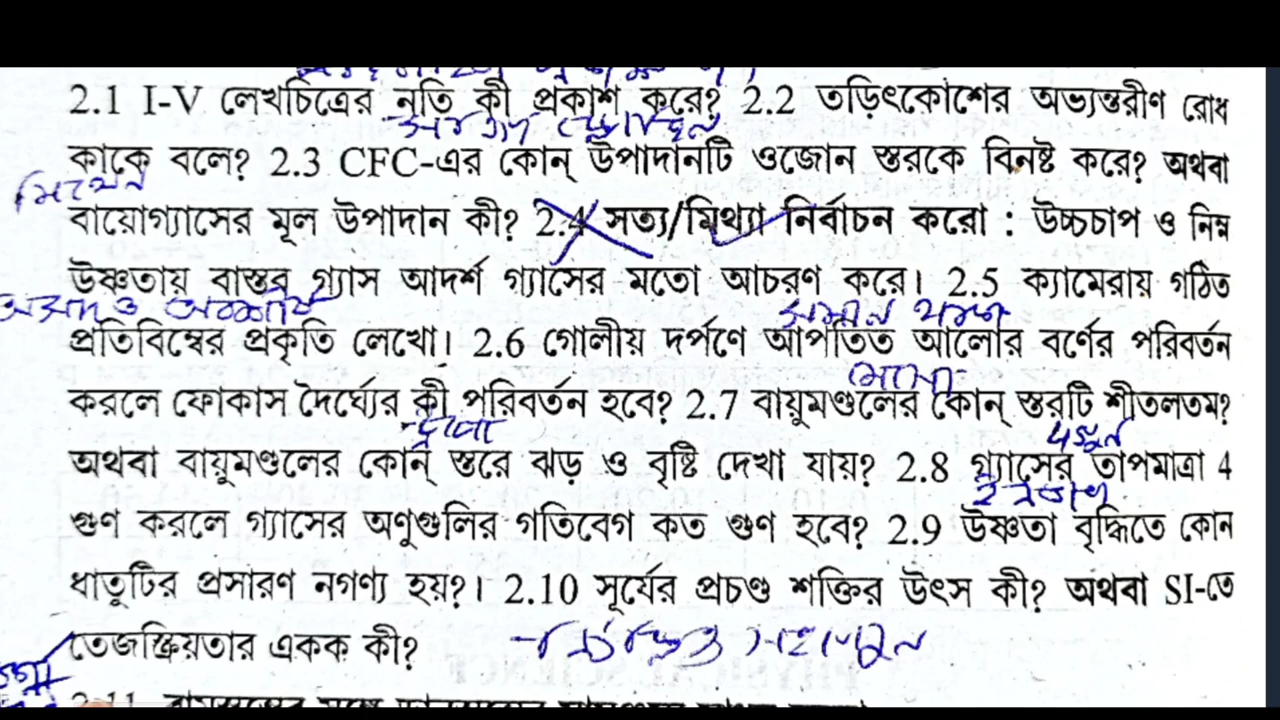 2.1 I-V লেখচিত্রের নতি কী প্রকাশ করে? 2.2 তড়িৎকোশের অভ্যন্তরীণ রোধ
কাকে বলে? 2.3 CFC-এর কোন্ উপাদানটি ওজোন স্তরকে বিনষ্ট করে? অথবা
মিথেন
বায়োগ্যাসের মূল উপাদান কী? 2.4 সত্য/মিথ্যা নির্বাচন করো : উচ্চচাপ ও নিম্ন
উষ্ণতায় বাস্তব গ্যাস আদর্শ গ্যাসের মতো আচরণ করে। 2.5 ক্যামেরায় গঠিত
সমান থাকে
প্রতিবিম্বের প্রকৃতি লেখো। 2.6 গোলীয় দর্পণে আপতিত আলোর বর্ণের পরিবর্তন
মেসো
করলে ফোকাস দৈর্ঘ্যের কী পরিবর্তন হবে? 2.7 বায়ুমণ্ডলের কোন্ স্তরটি শীতলতম?
ট্রপো
অথবা বায়ুমণ্ডলের কোন্ স্তরে ঝড় ও বৃষ্টি দেখা যায়? 2.8 গ্যাসের তাপমাত্রা 4
গুণ করলে গ্যাসের অণুগুলির গতিবেগ কত গুণ হবে? 2.9 উষ্ণতা বৃদ্ধিতে কোন
ধাতুটির প্রসারণ নগণ্য হয়?। 2.10 সূর্যের প্রচণ্ড শক্তির উৎস কী? অথবা SI-তে
তেজস্ক্রিয়তার একক কী?